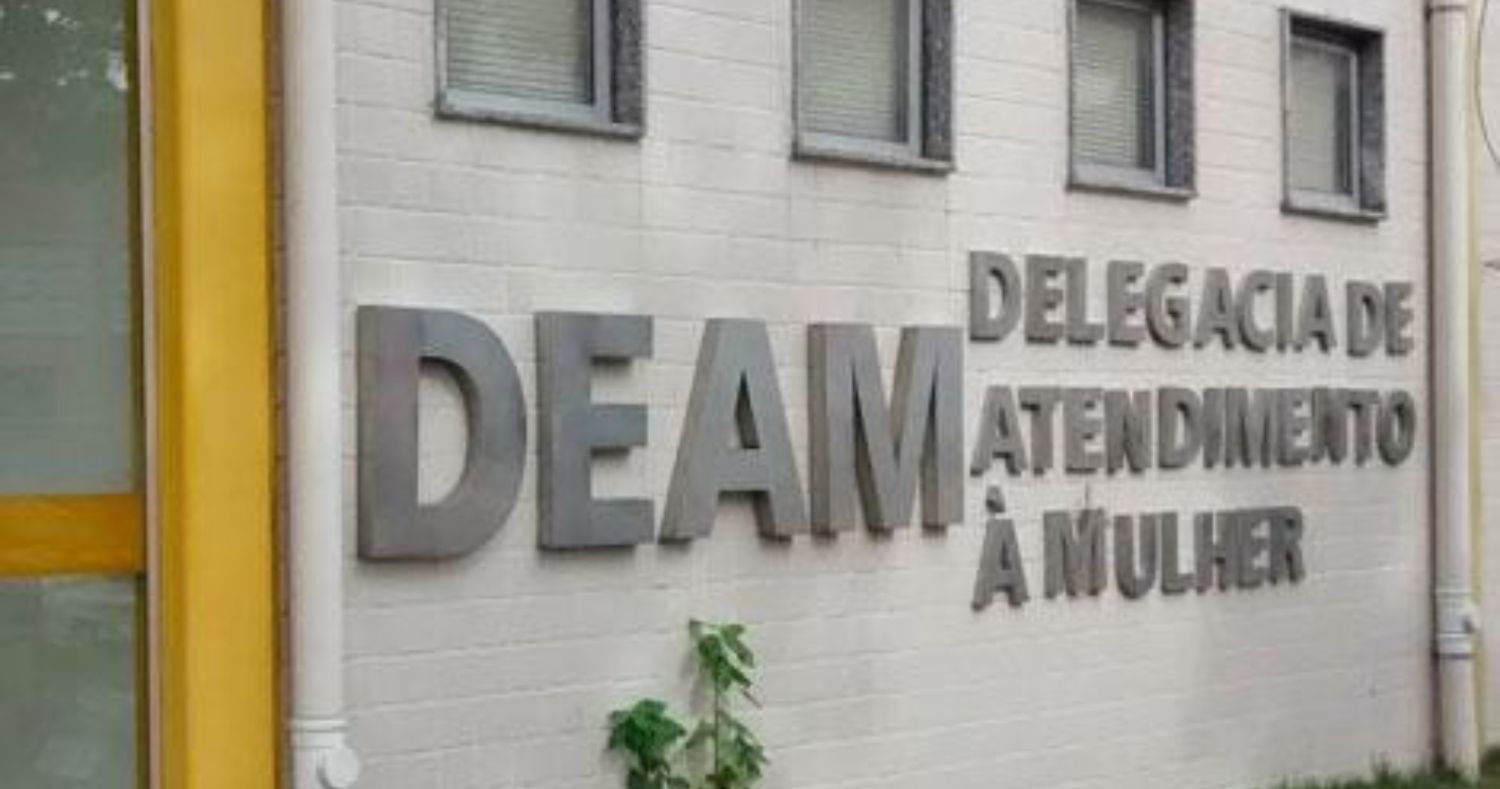 DEAM
DELEGACIA DE
ATENDIMENTO
À MULHER